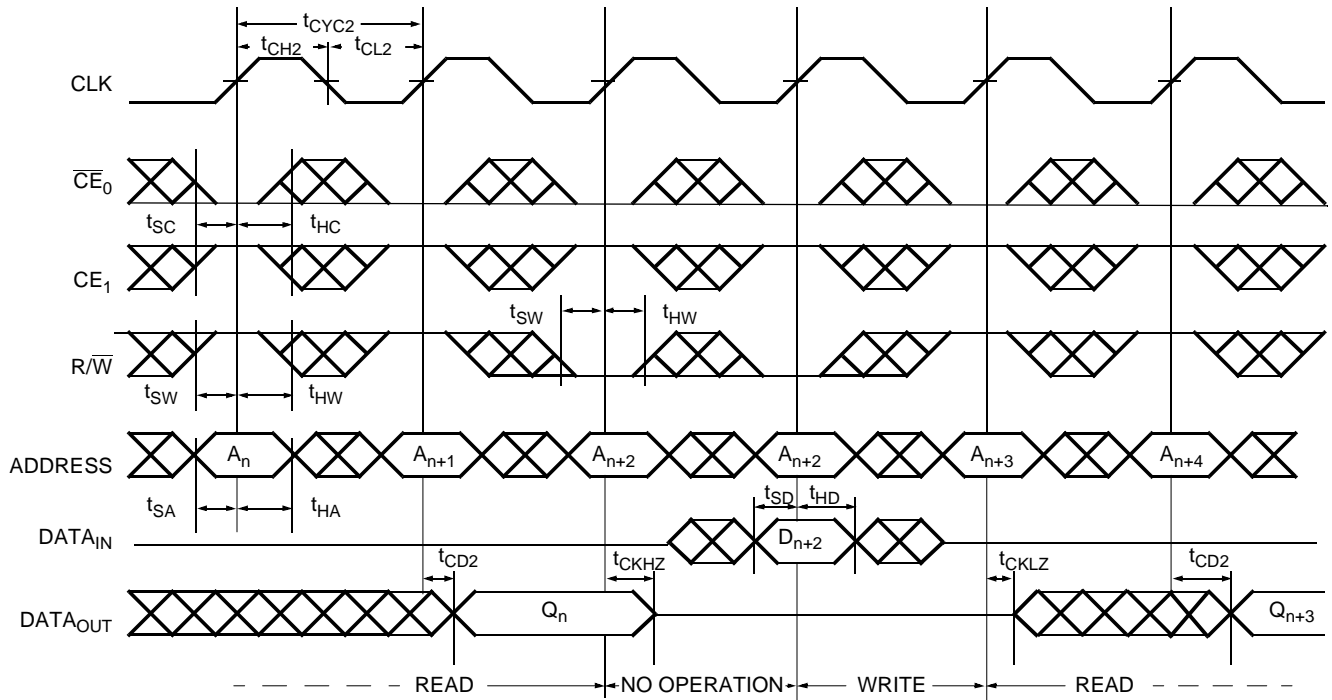 tCYC2
tCH2 tCL2
CLK
CE0
tSC tHC
CE1
tSW tHW
R/W
tSW tHW
ADDRESS An An+1 An+2 An+2 An+3 An+4
tSA tHA tSD tHD
DATAIN Dn+2
tCD2 tCKHZ tCKLZ tCD2
DATAOUT Qn Qn+3
READ NO OPERATION WRITE READ